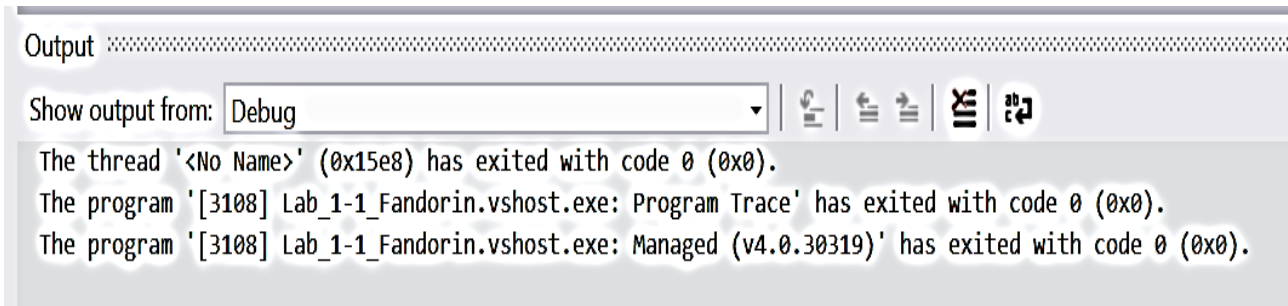 Output
Show output from: Debug
The thread '<No Name>' (0x15e8) has exited with code 0 (0x0).
The program '[3108] Lab_1-1_Fandorin.vshost.exe: Program Trace' has exited with code 0 (0x0).
The program '[3108] Lab_1-1_Fandorin.vshost.exe: Managed (v4.0.30319)' has exited with code 0 (0x0).